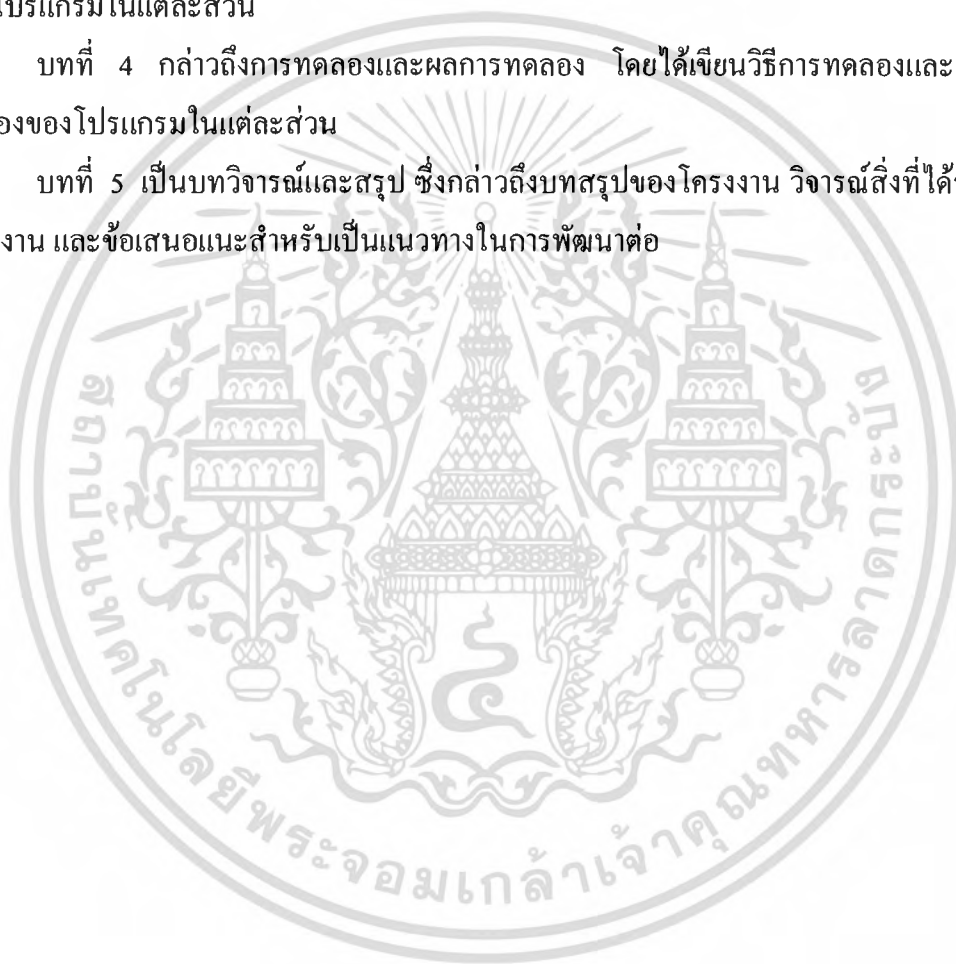 โปรแกรมในแต่ละส่วน
บทที่ 4 กล่าวถึงการทดลองและผลการทดลอง โดยได้เขียนวิธีการทดลองและ
องของโปรแกรมในแต่ละส่วน
บทที่ 5 เป็นบทวิจารณ์และสรุป ซึ่งกล่าวถึงบทสรุปของโครงงาน วิจารณ์สิ่งที่ได้
งาน และข้อเสนอแนะสำหรับเป็นแนวทางในการพัฒนาต่อ
สถาบันเทคโนโลยีพระจอมเกล้าเจ้าคุณทหารลาดกระบัง